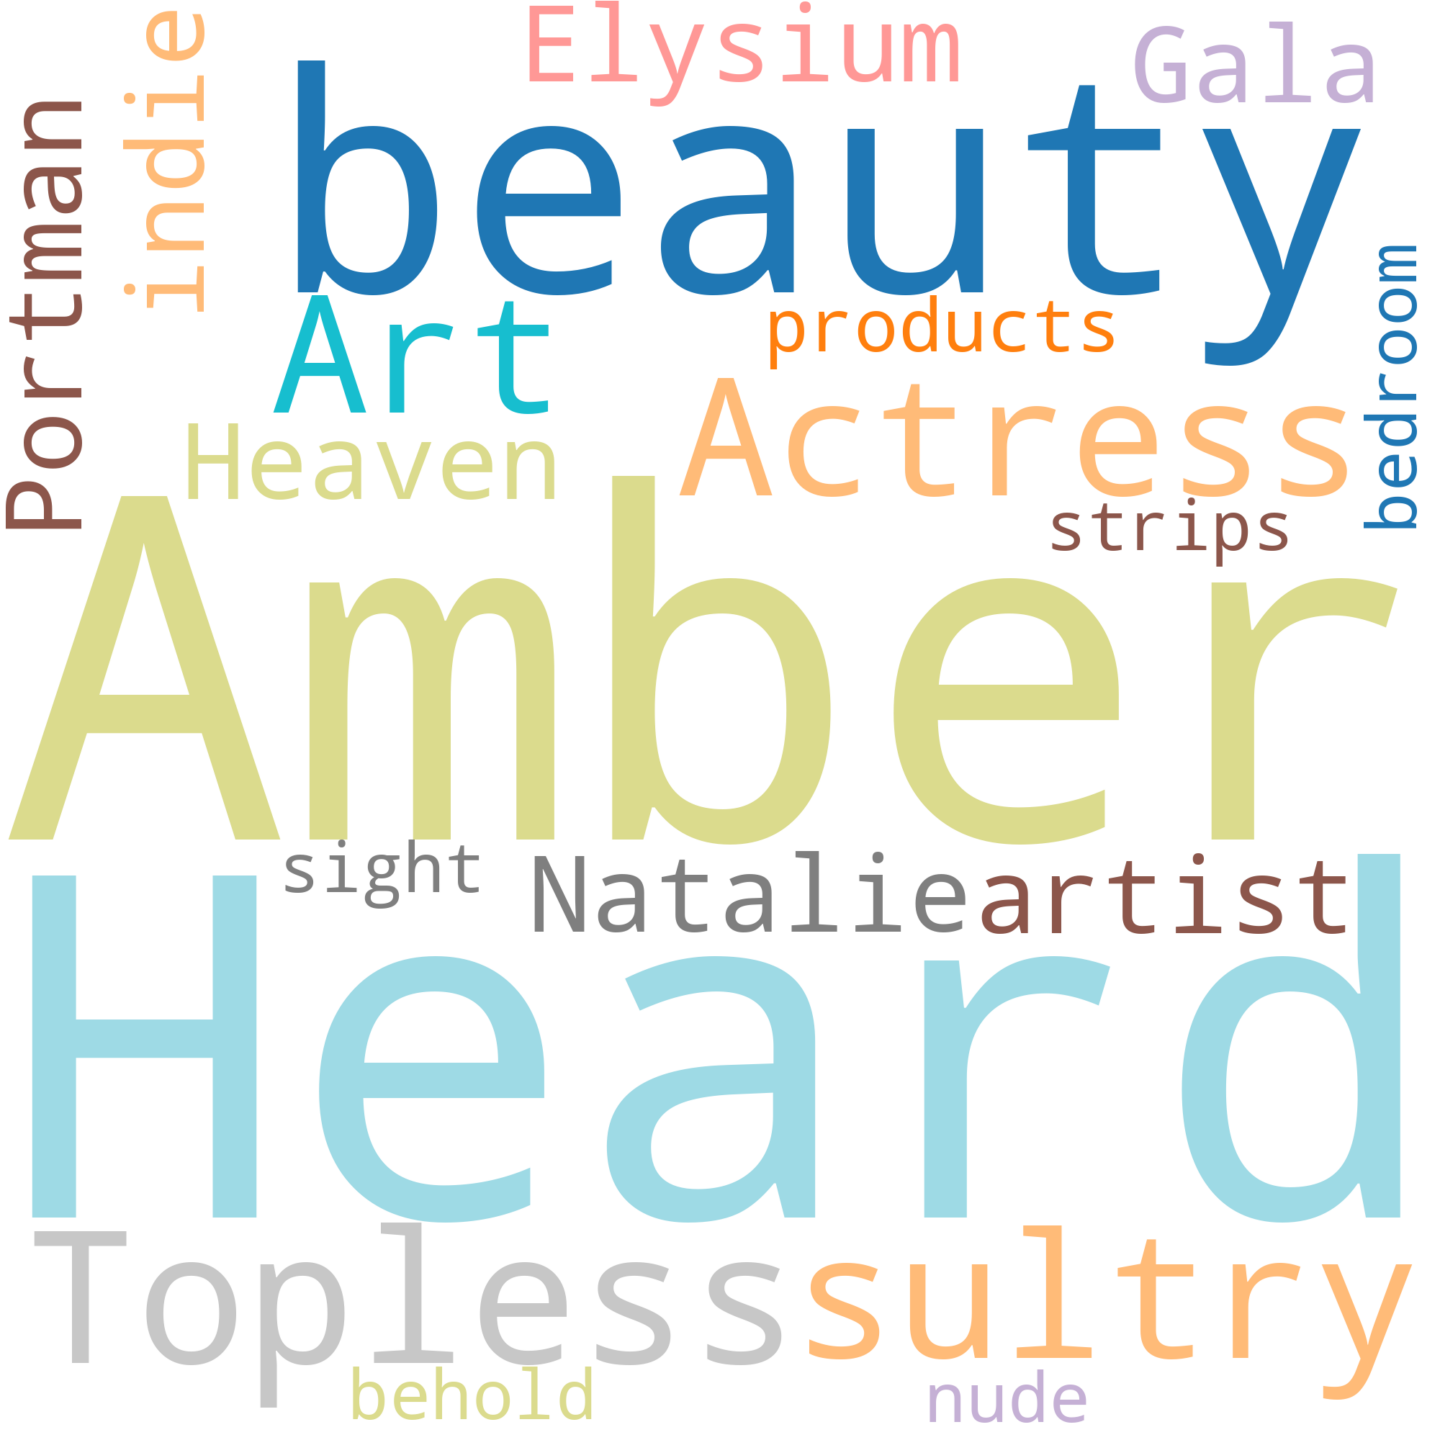 Elysium
Gala
indie
beauty
Portman
Art
products
bedroom
Actress
Heaven
strips
Amber
sight
Natalie
artist
Heard
Topless
sultry
behold
nude